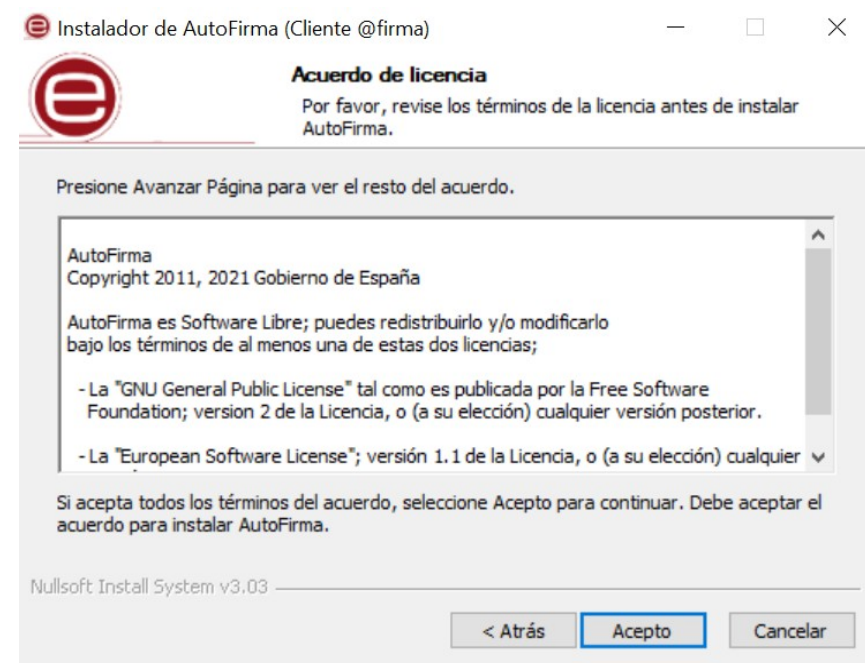 Instalador de AutoFirma (Cliente @firma)
Acuerdo de licencia
Por favor, revise los términos de la licencia antes de instalar
AutoFirma.
Presione Avanzar Página para ver el resto del acuerdo.
AutoFirma
Copyright 2011, 2021 Gobierno de España
AutoFirma es Software Libre; puedes redistribuirlo y/o modificarlo
bajo los términos de al menos una de estas dos licencias;
- La "GNU General Public License" tal como es publicada por la Free Software
Foundation; version 2 de la Licencia, o (a su elección) cualquier versión posterior.
- La "European Software License"; versión 1.1 de la Licencia, o (a su elección) cualquier
Si acepta todos los términos del acuerdo, seleccione Acepto para continuar. Debe aceptar el
acuerdo para instalar AutoFirma.
Nullsoft Install System v3.03
< Atrás
Acepto
Cancelar